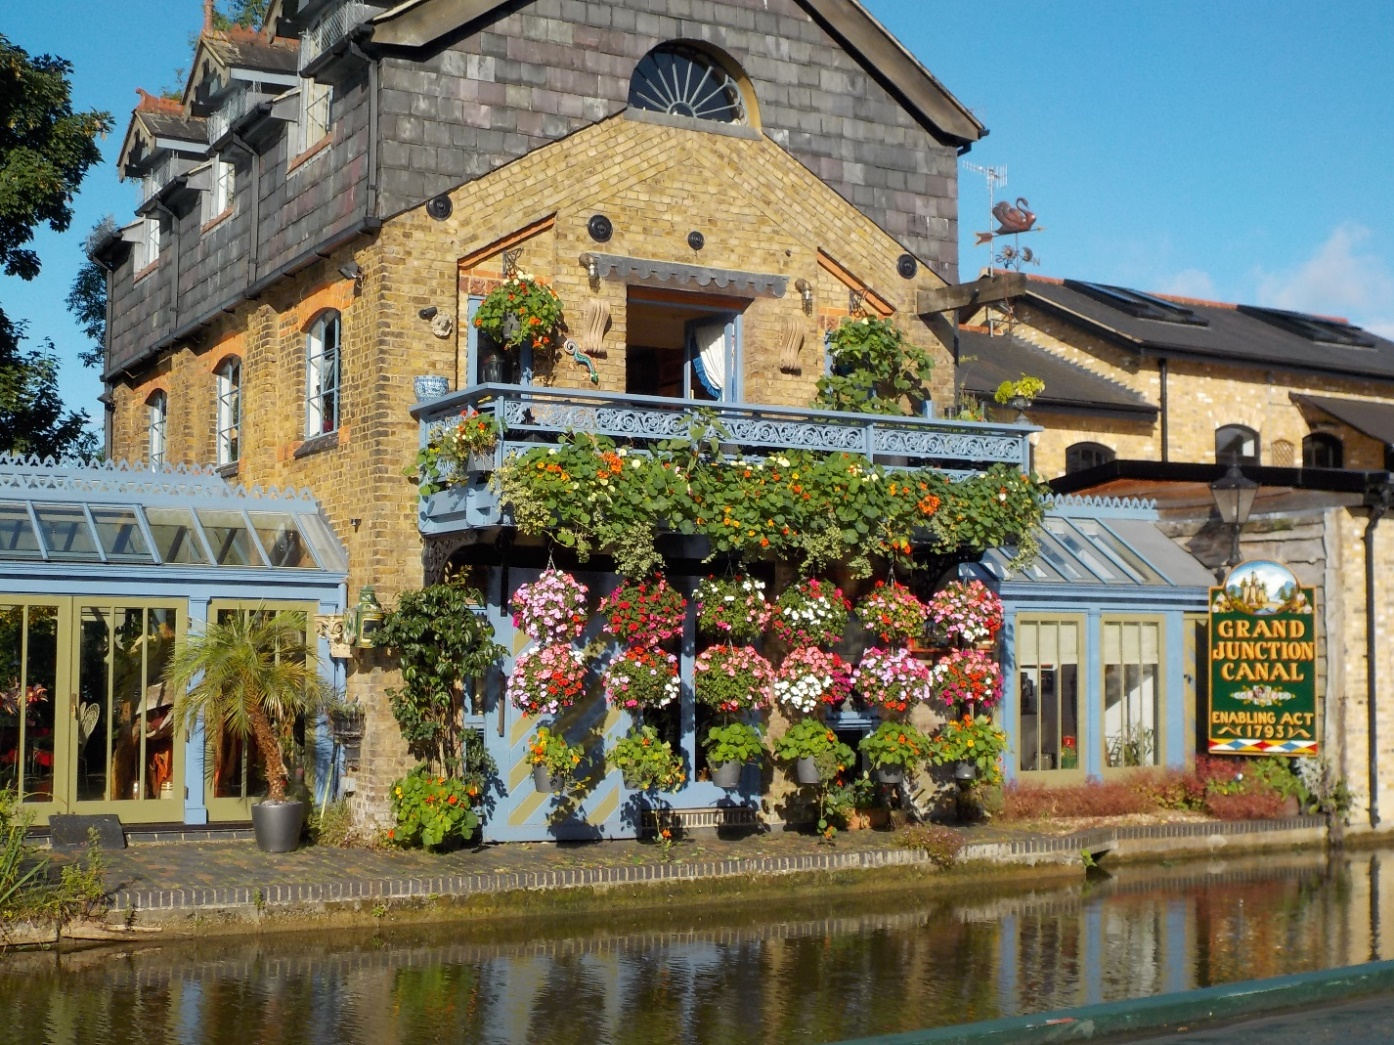 GRAND
JUNCTION
CANAL
ENABLING ACT
1793